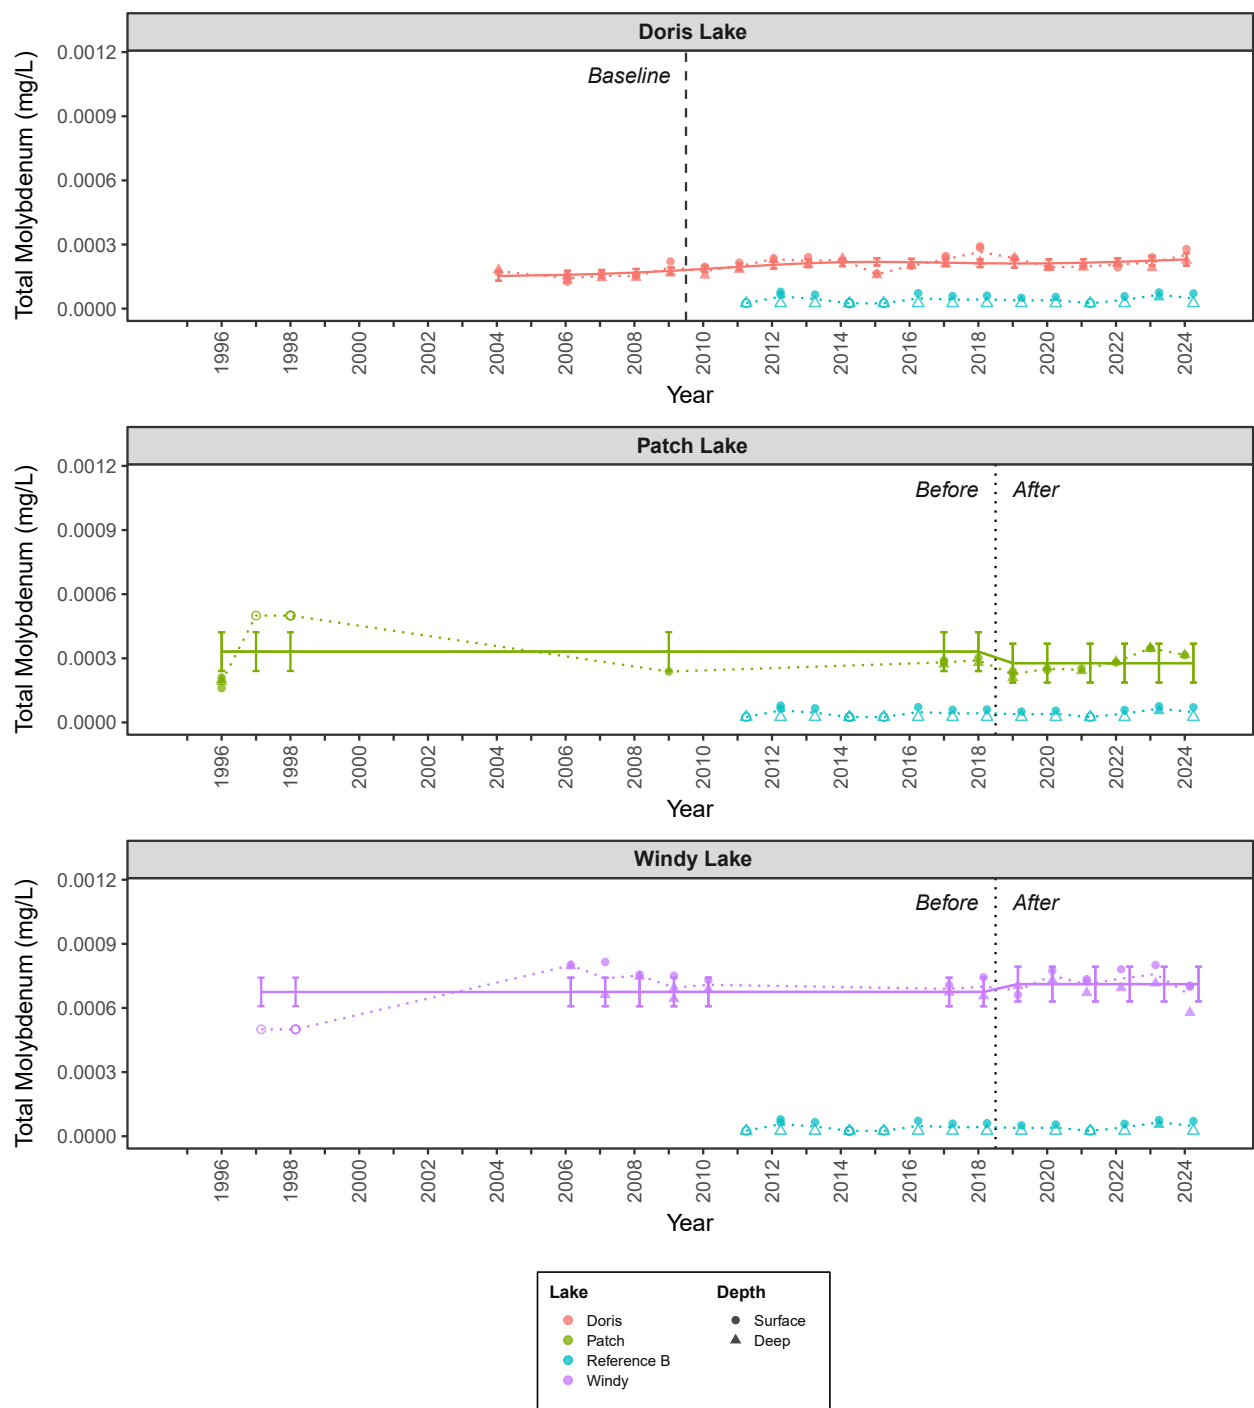 Doris Lake
Total Molybdenum (mg/L)
0.0012
0.0009
0.0006
0.0003
0.0000
Baseline
1996 1998 2000 2002 2004 2006 2008 2010 2012 2014 2016 2018 2020 2022 2024
Year
Patch Lake
Total Molybdenum (mg/L)
0.0012
0.0009
0.0006
0.0003
0.0000
Before After
1996 1998 2000 2002 2004 2006 2008 2010 2012 2014 2016 2018 2020 2022 2024
Year
Windy Lake
Total Molybdenum (mg/L)
0.0012
0.0009
0.0006
0.0003
0.0000
Before After
1996 1998 2000 2002 2004 2006 2008 2010 2012 2014 2016 2018 2020 2022 2024
Year
Lake
Doris
Patch
Reference B
Windy
Depth
Surface
Deep